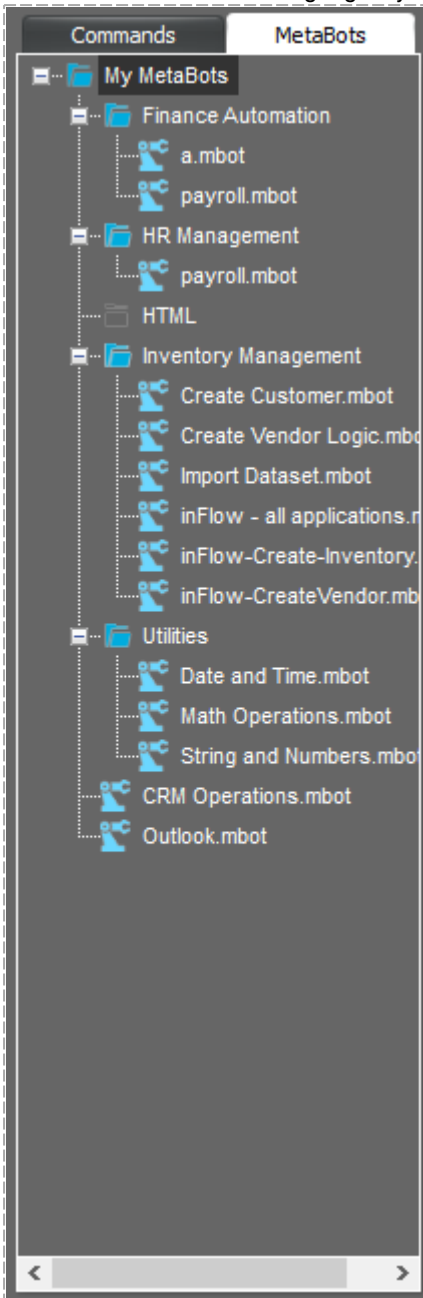 Commands MetaBots
My MetaBots
Finance Automation
a.mbot
payroll.mbot
HR Management
payroll.mbot
HTML
Inventory Management
Create Customer.mbot
Create Vendor Logic.mbo
Import Dataset.mbot
inFlow - all applications.
inFlow-Create-Inventory.
inFlow-CreateVendor.mb
Utilities
Date and Time.mbot
Math Operations.mbot
String and Numbers.mbot
CRM Operations.mbot
Outlook.mbot